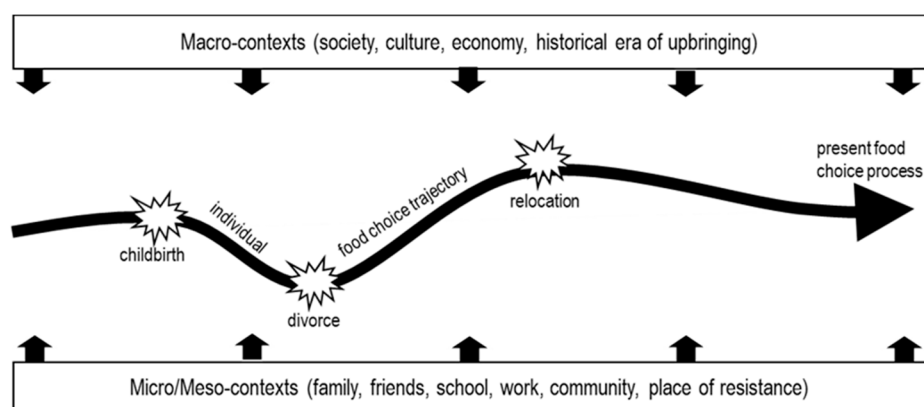 Macro-contexts (society, culture, economy, historical era of upbringing)
present food
choice process
individual
food choice trajectory
relocation
childbirth
divorce
Micro/Meso-contexts (family, friends, school, work, community, place of resistance)